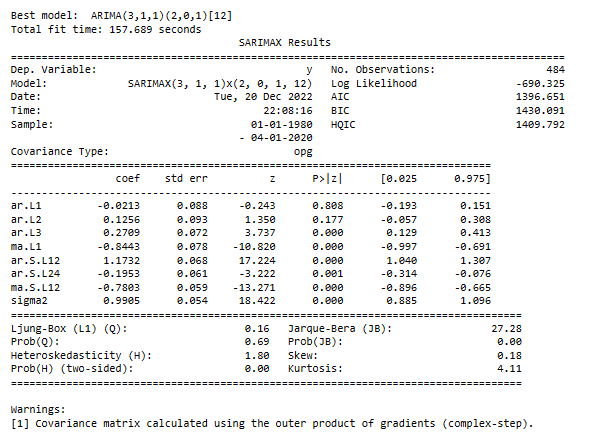 Best model:  ARIMA(3,1,1)(2,0,1)[12]
Total fit time: 157.689 seconds
SARIMAX Results
==========================================================================================
Dep. Variable:                                  y   No. Observations:                  484
Model:             SARIMAX(3, 1, 1)x(2, 0, 1, 12)   Log Likelihood                -690.325
Date:                            Tue, 20 Dec 2022   AIC                           1396.651
Time:                                    22:08:16   BIC                           1430.091
Sample:                                01-01-1980   HQIC                          1409.792
- 04-01-2020
Covariance Type:                              opg
==============================================================================
coef    std err          z      P>|z|      [0.025      0.975]
------------------------------------------------------------------------------
ar.L1         -0.0213      0.088     -0.243      0.808      -0.193       0.151
ar.L2          0.1256      0.093      1.350      0.177      -0.057       0.308
ar.L3          0.2709      0.072      3.737      0.000       0.129       0.413
ma.L1         -0.8443      0.078    -10.820      0.000      -0.997      -0.691
ar.S.L12       1.1732      0.068     17.224      0.000       1.040       1.307
ar.S.L24      -0.1953      0.061     -3.222      0.001      -0.314      -0.076
ma.S.L12      -0.7803      0.059    -13.271      0.000      -0.896      -0.665
sigma2         0.9905      0.054     18.422      0.000       0.885       1.096
===================================================================================
Ljung-Box (L1) (Q):                   0.16   Jarque-Bera (JB):                27.28
Prob(Q):                              0.69   Prob(JB):                         0.00
Heteroskedasticity (H):               1.80   Skew:                             0.18
Prob(H) (two-sided):                  0.00   Kurtosis:                         4.11
===================================================================================
Warnings:
[1] Covariance matrix calculated using the outer product of gradients (complex-step).